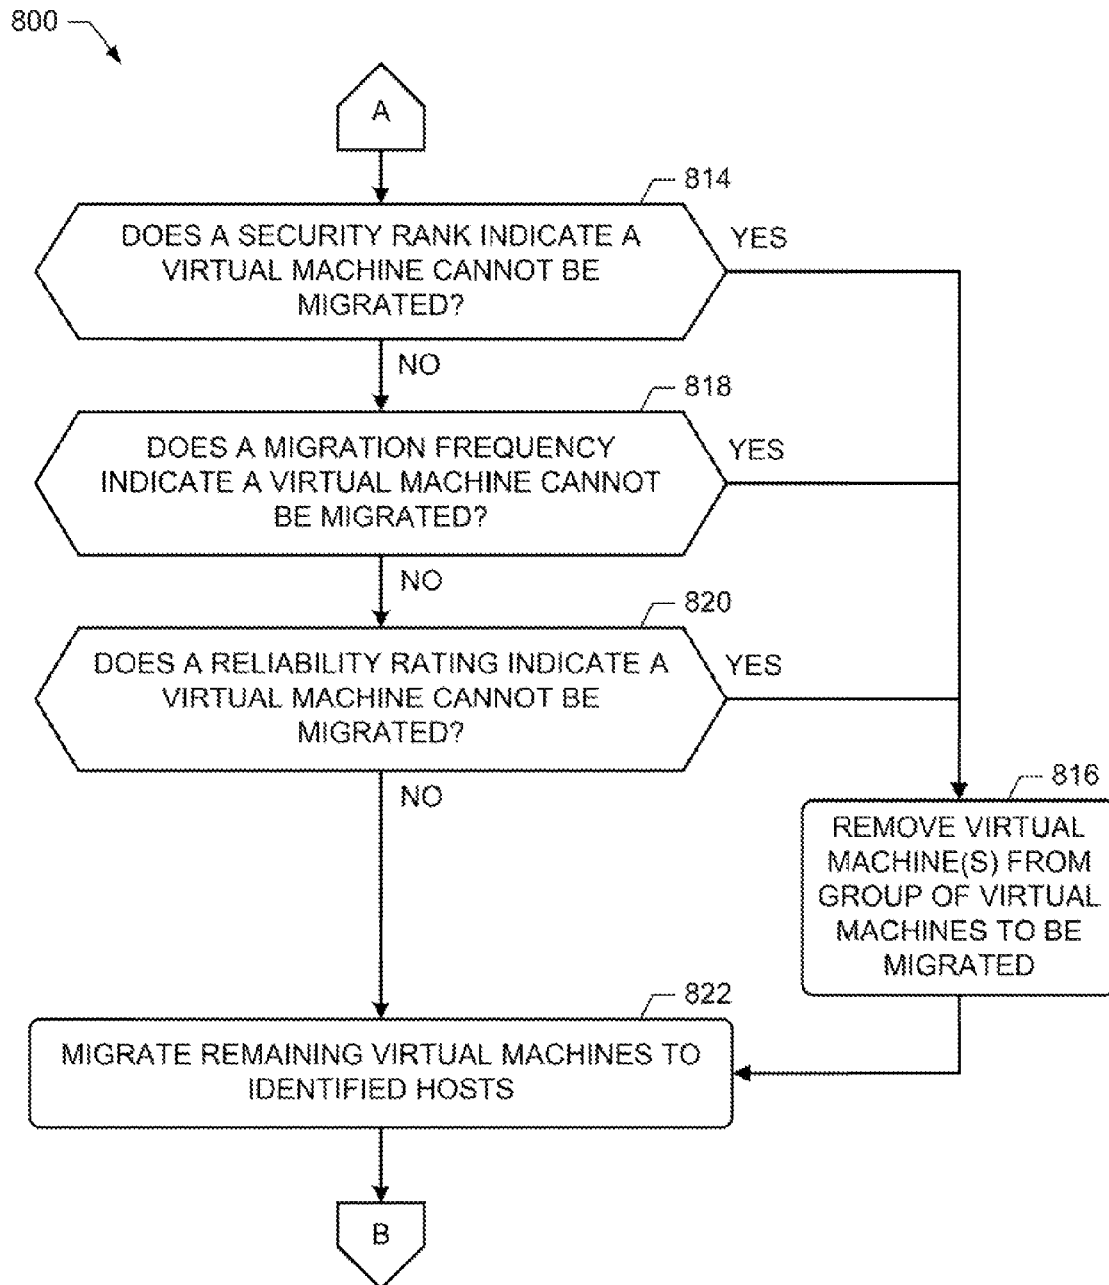 800
A
814
DOES A SECURITY RANK INDICATE A
VIRTUAL MACHINE CANNOT BE
MIGRATED?
YES
NO
818
DOES A MIGRATION FREQUENCY
INDICATE A VIRTUAL MACHINE CANNOT
BE MIGRATED?
YES
NO
820
DOES A RELIABILITY RATING INDICATE A
VIRTUAL MACHINE CANNOT BE
MIGRATED?
YES
NO
816
REMOVE VIRTUAL
MACHINE(S) FROM
GROUP OF VIRTUAL
MACHINES TO BE
MIGRATED
822
MIGRATE REMAINING VIRTUAL MACHINES TO
IDENTIFIED HOSTS
B